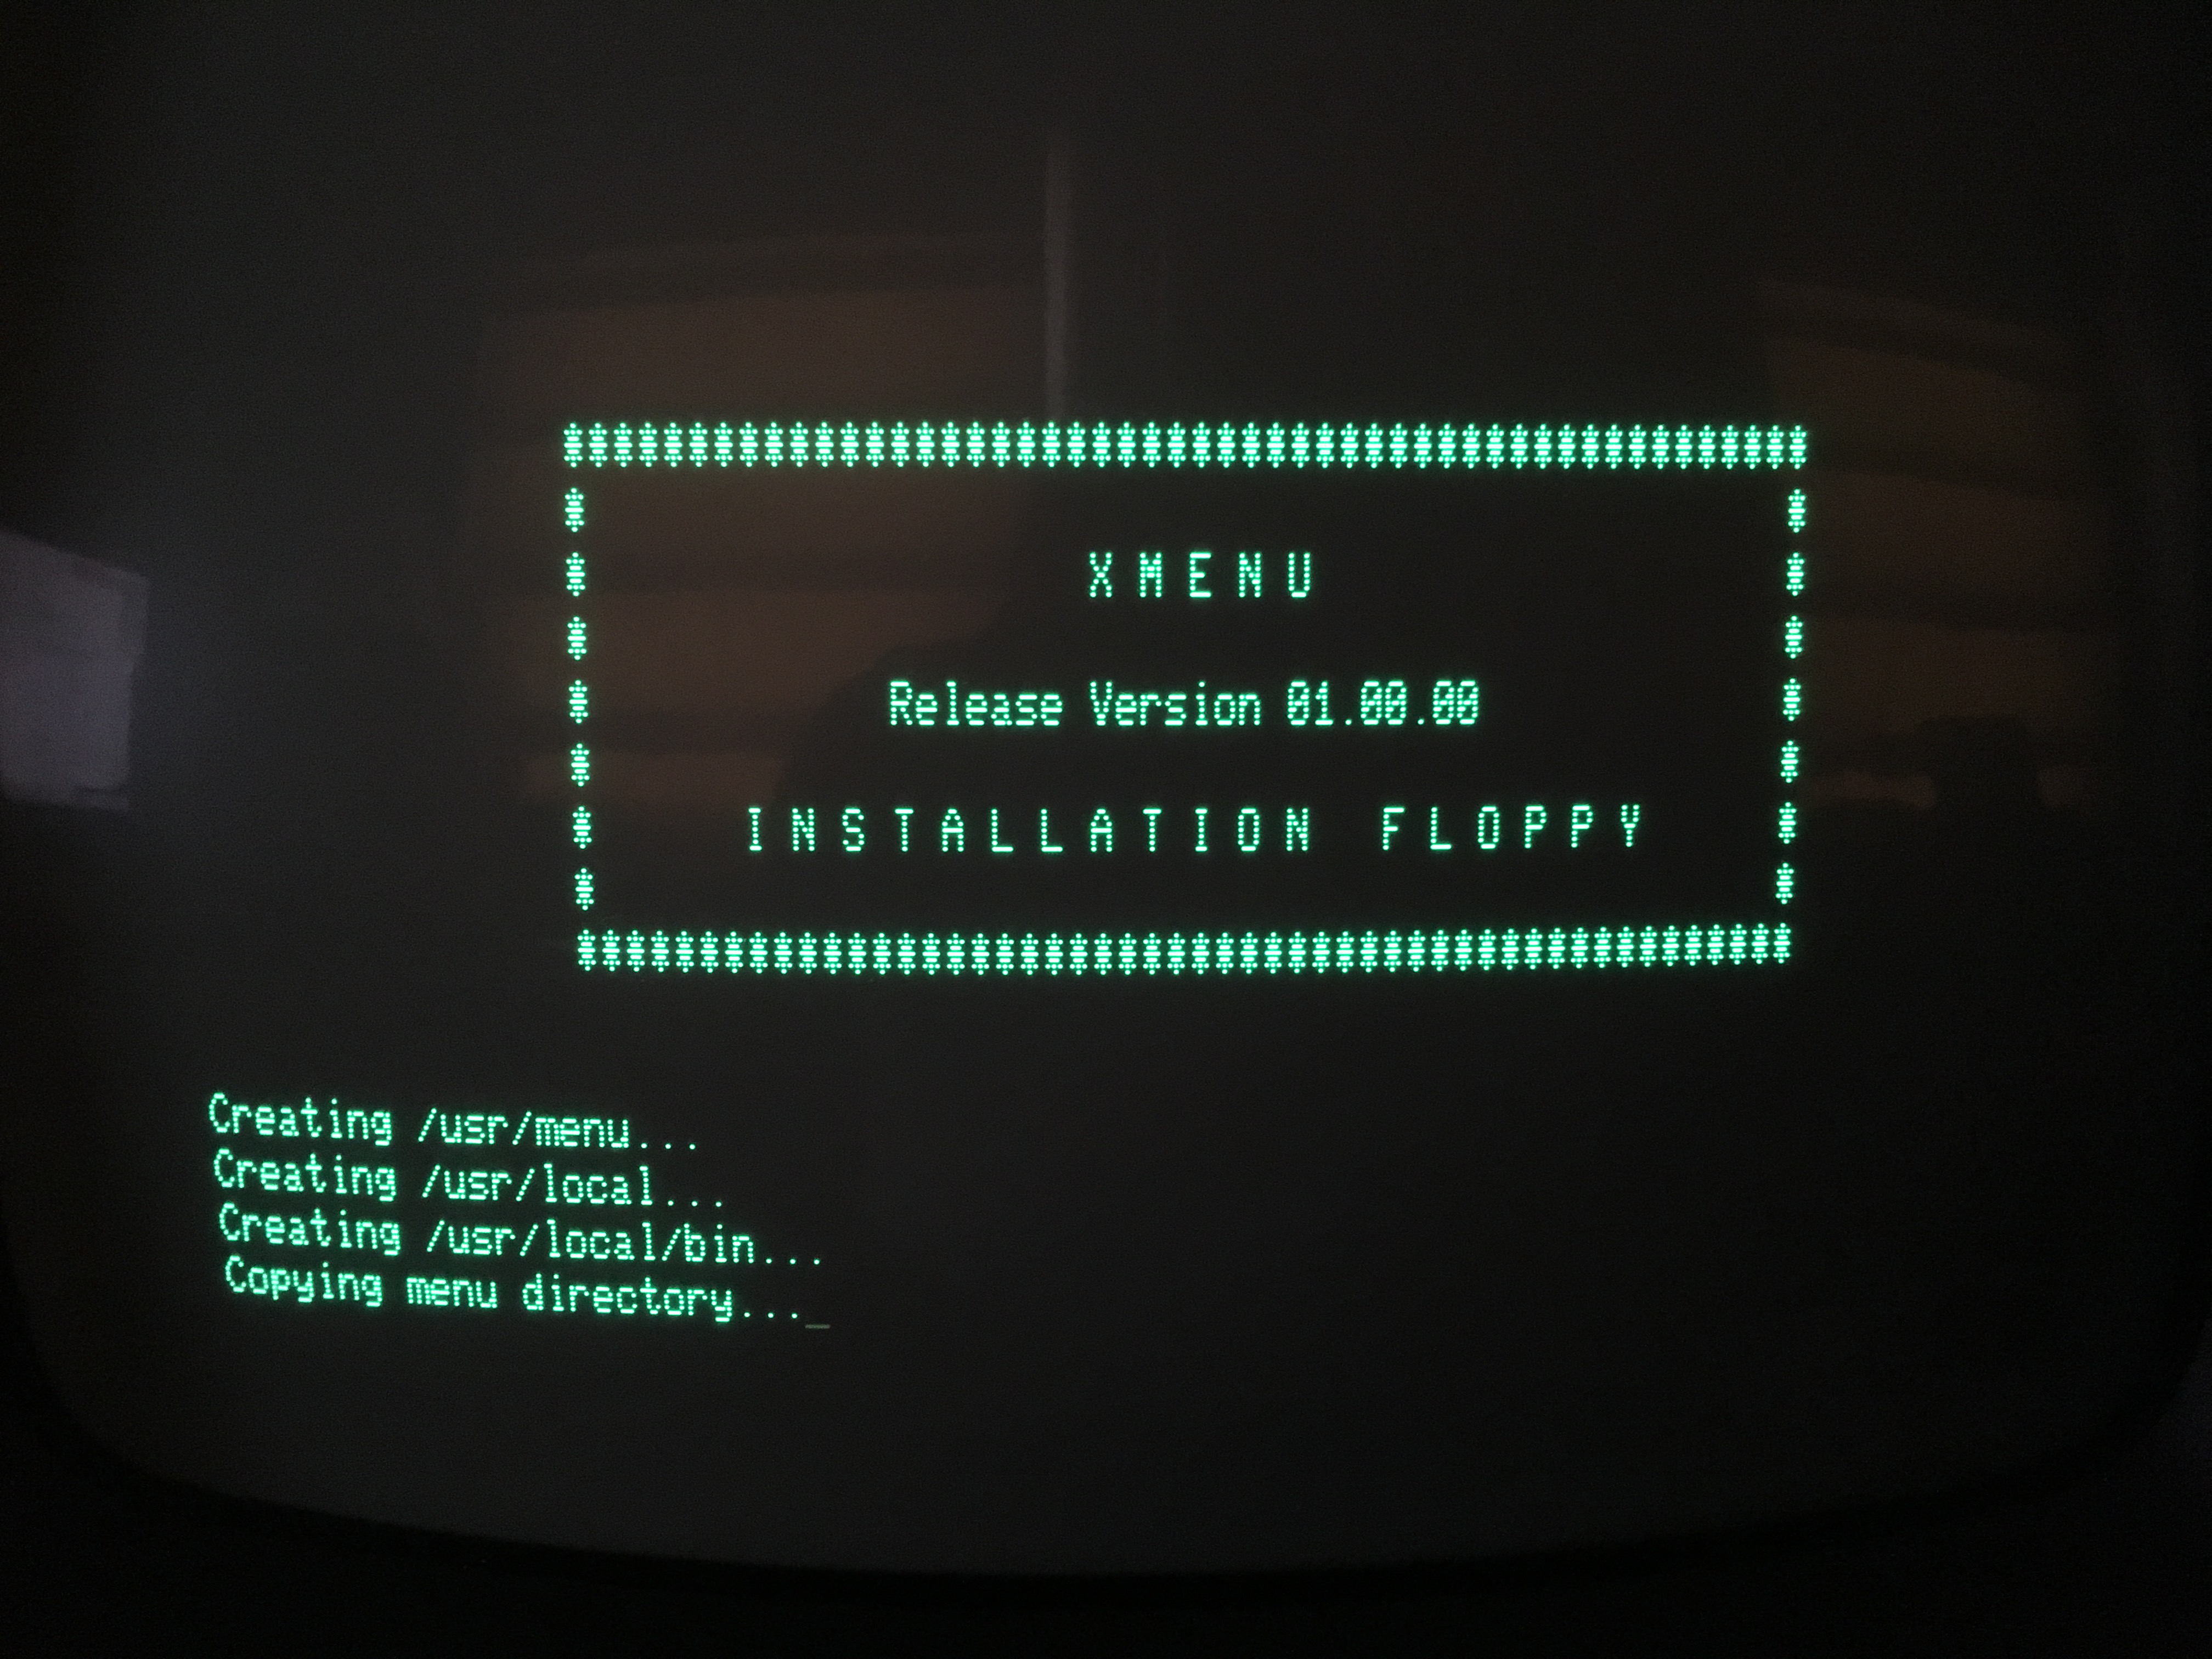 X M E N U
Release Version 01.00.00
I N S T A L L A T I O N   F L O P P Y
Creating /usr/menu...
Creating /usr/local...
Creating /usr/local/bin...
Copying menu directory..._